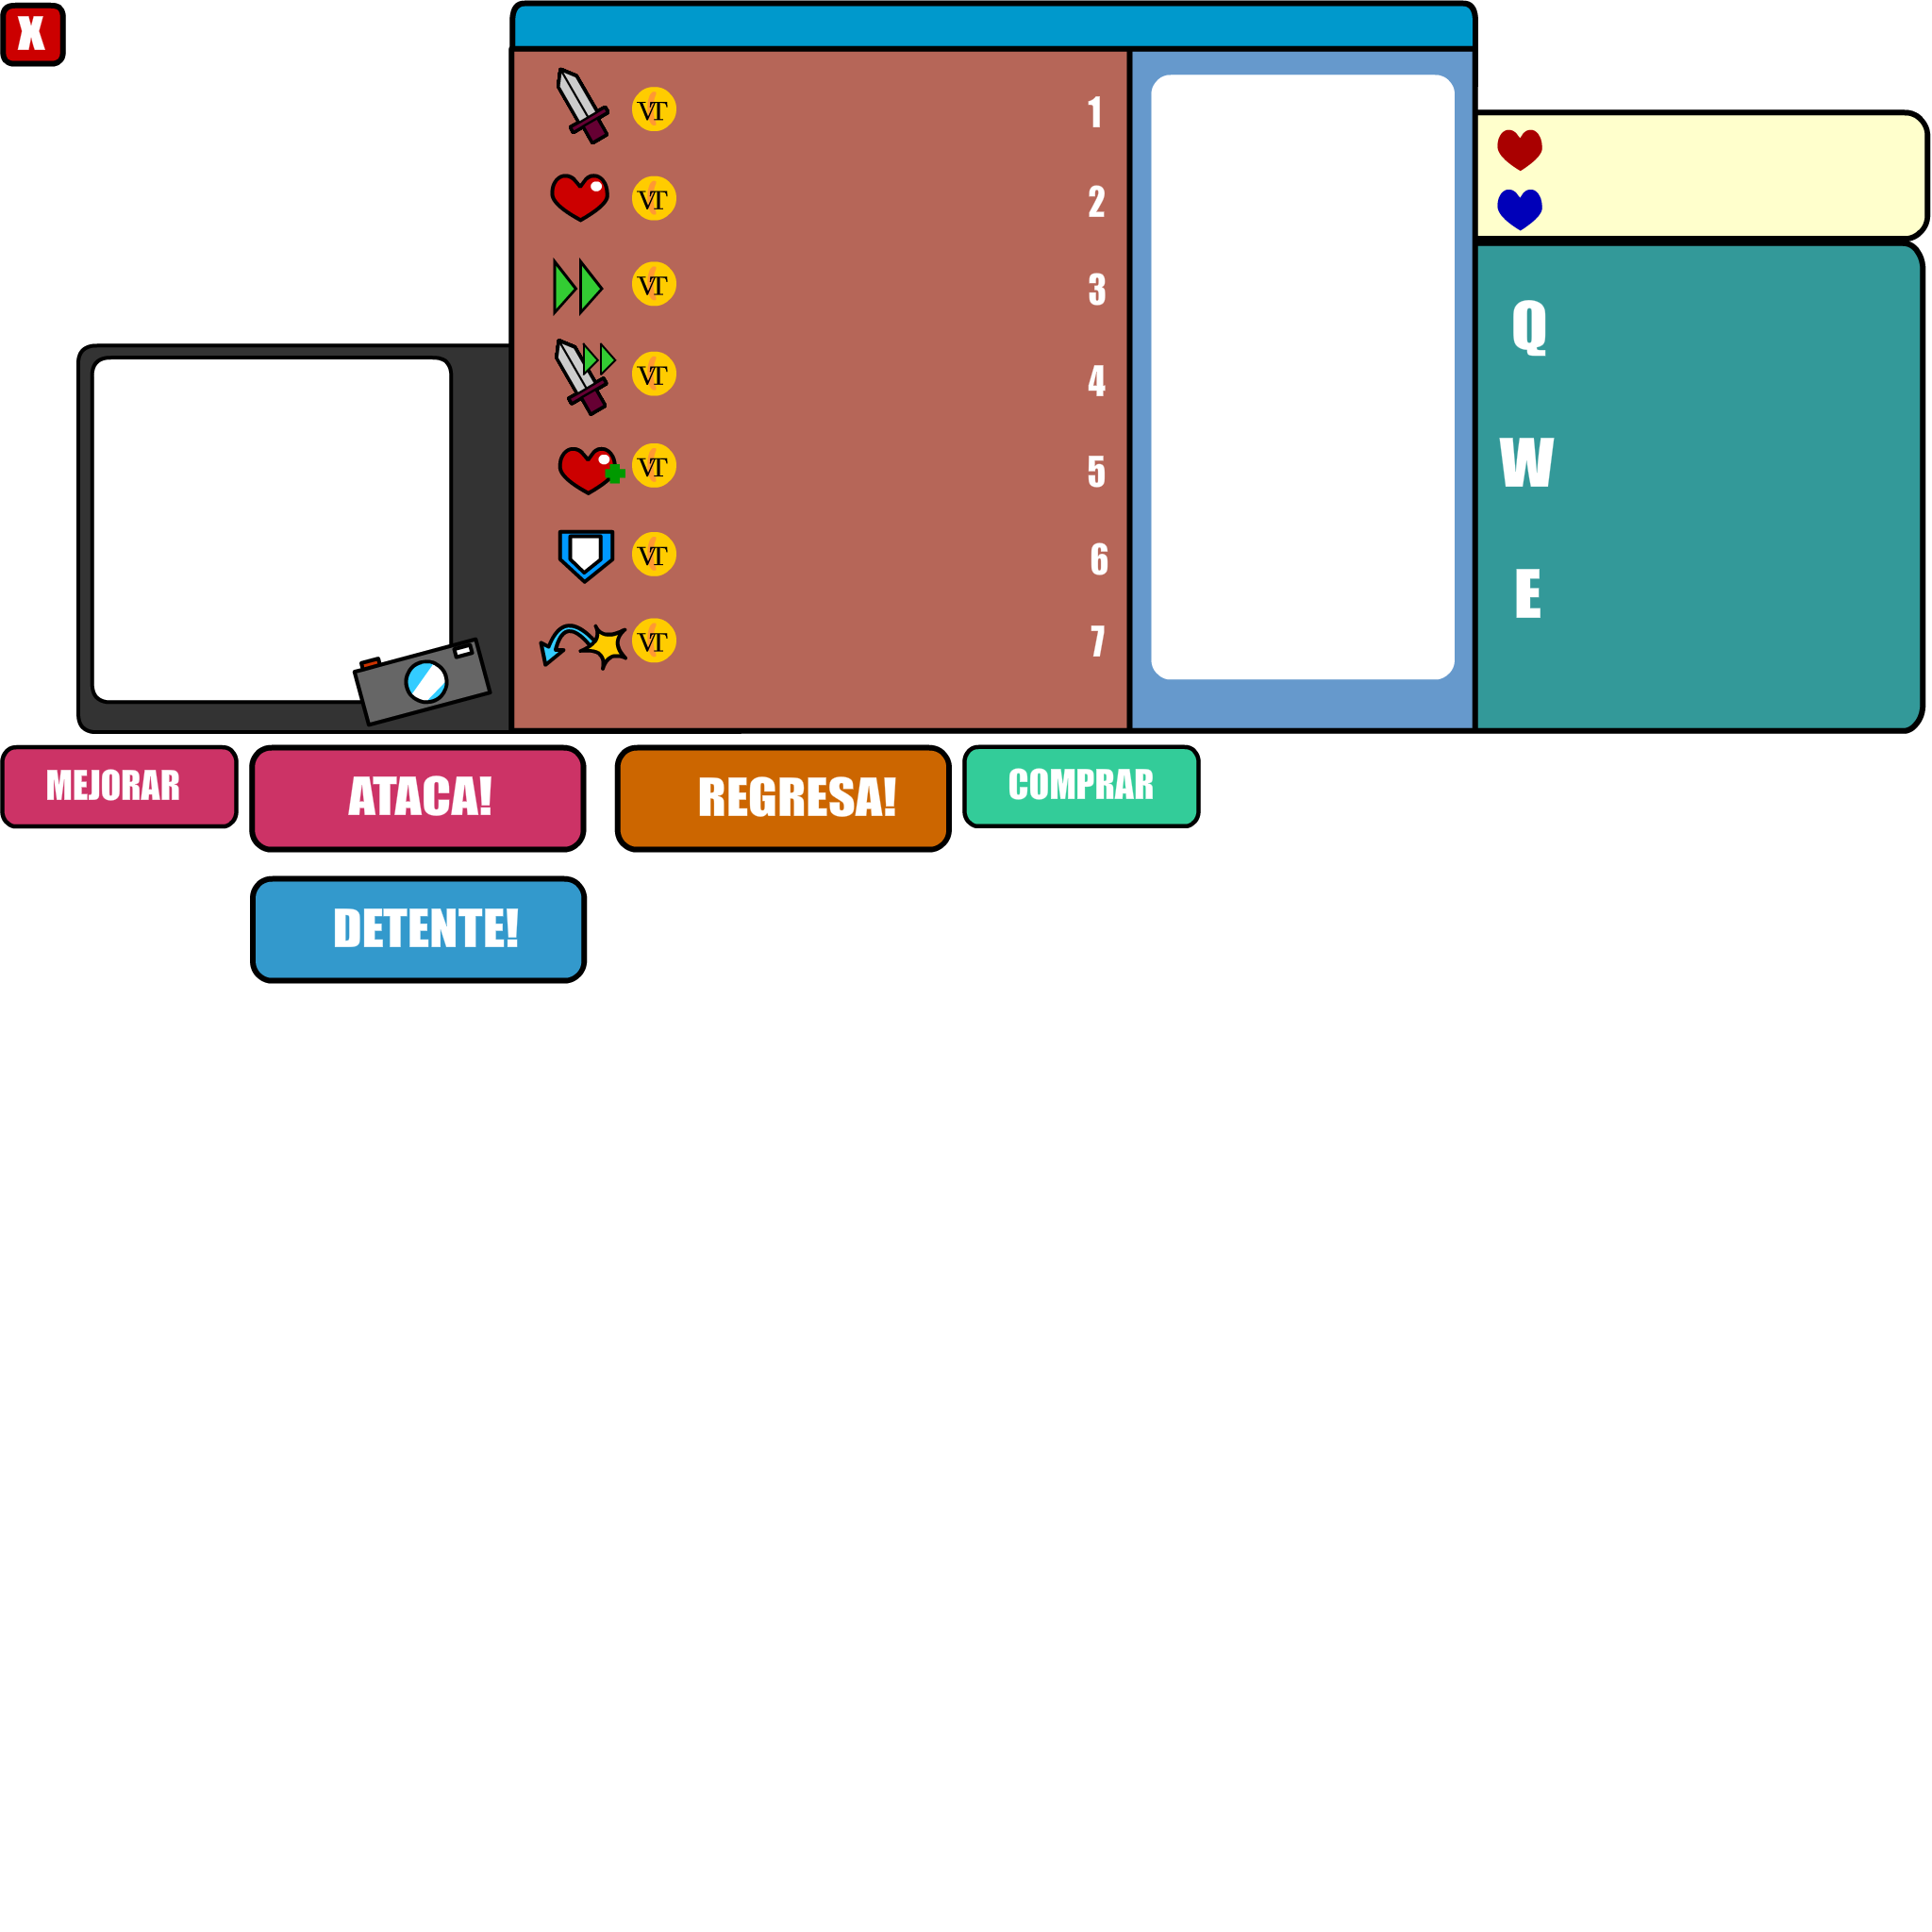 X
VT 1
VT 2
VT 3
VT 4
VT 5
VT 6
VT 7
Q
W
E
MEJORAR
ATACA!
REGRESA!
COMPRAR
DETENTE!